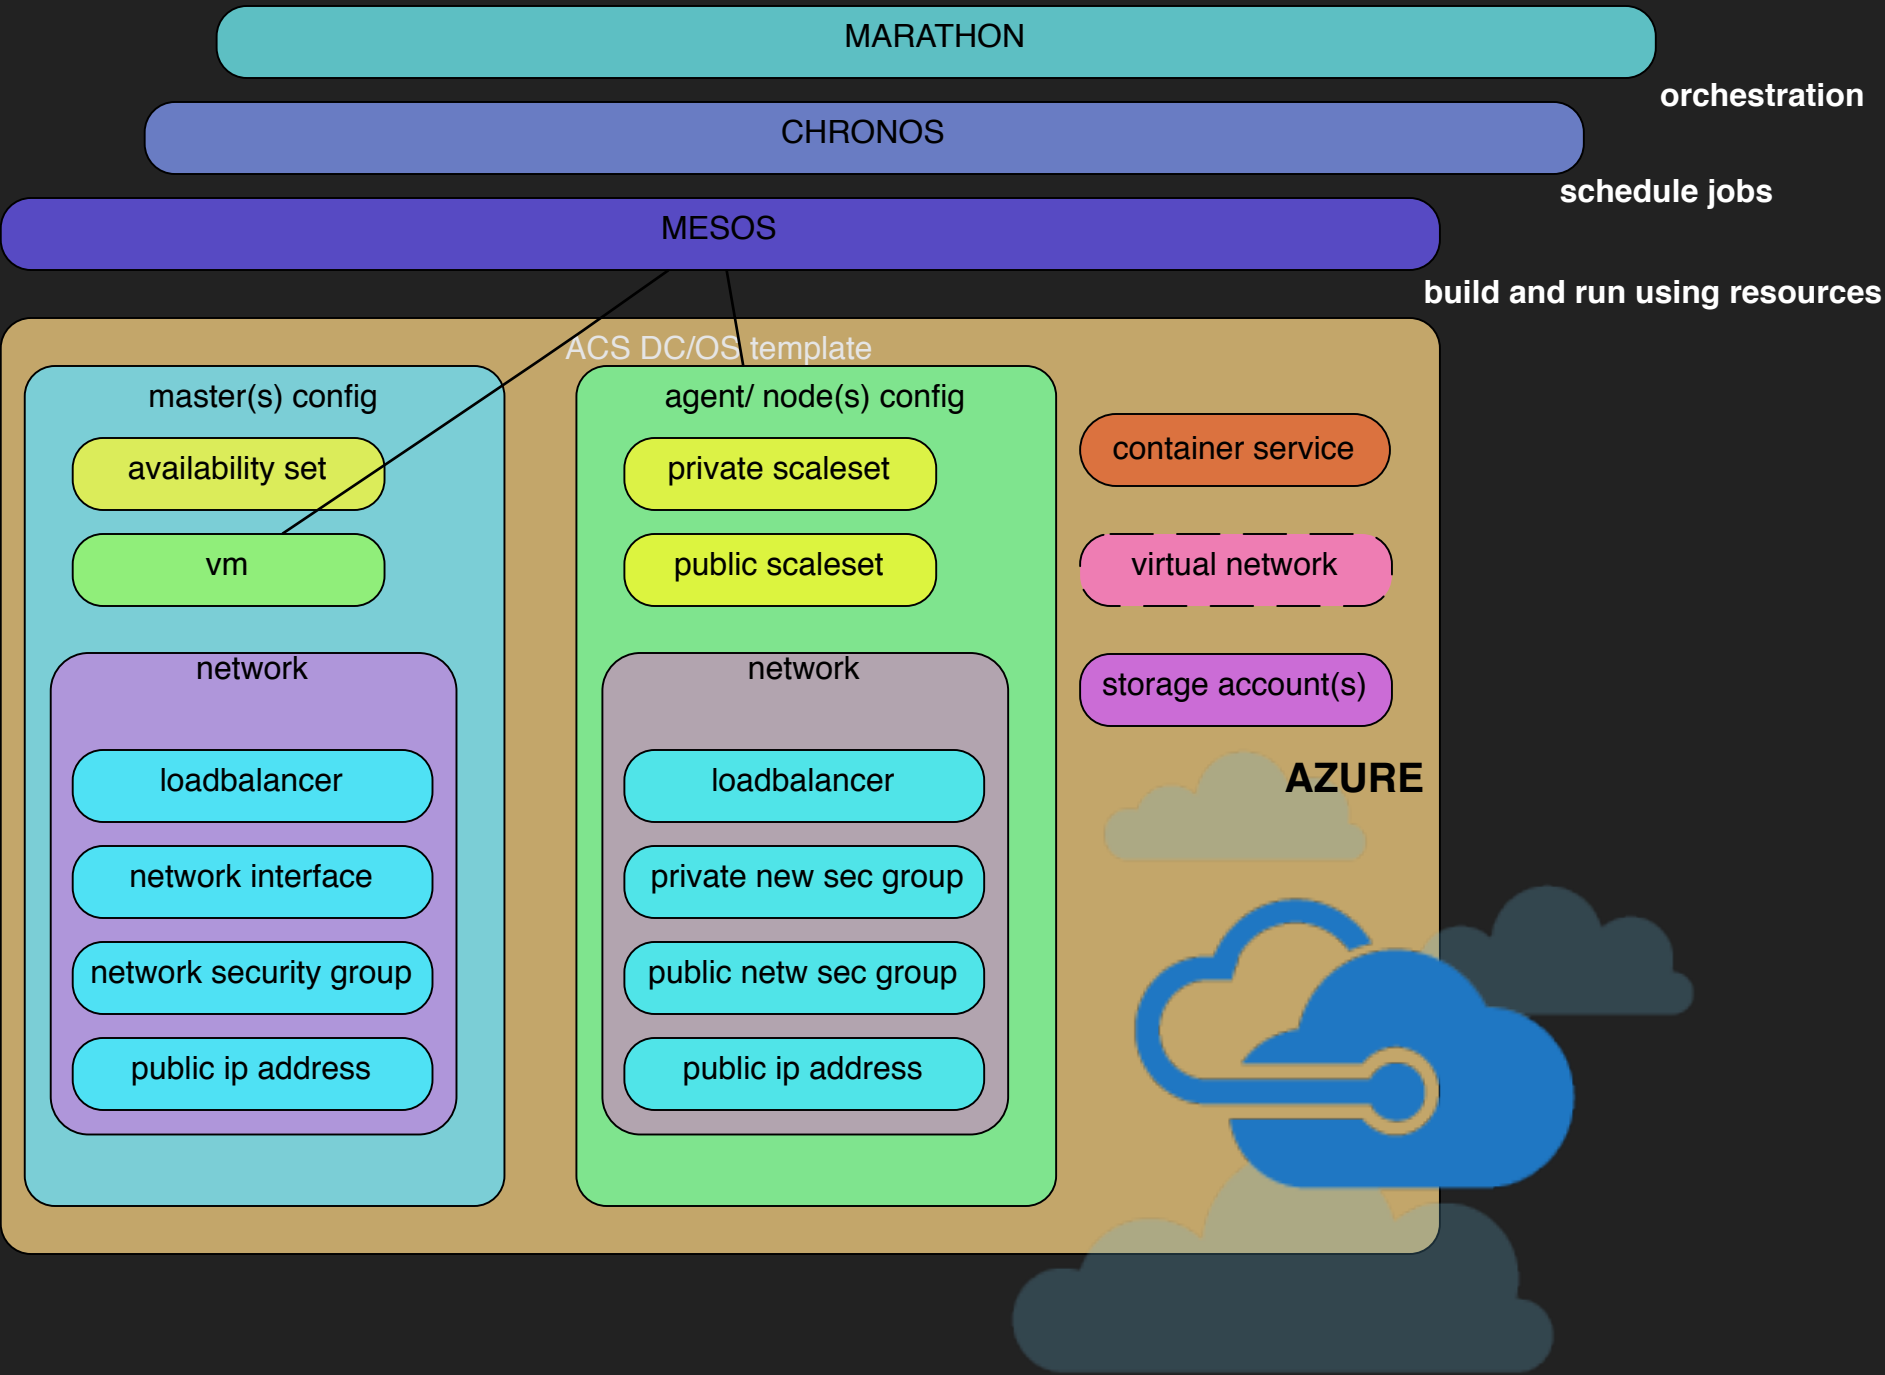 MARATHON
orchestration
CHRONOS
schedule jobs
MESOS
build and run using resources
ACS DC/OS template
master(s) config
availability set
vm
network
loadbalancer
network interface
network security group
public ip address
agent/ node(s) config
private scaleset
public scaleset
network
loadbalancer
private new sec group
public netw sec group
public ip address
container service
virtual network
storage account(s)
AZURE